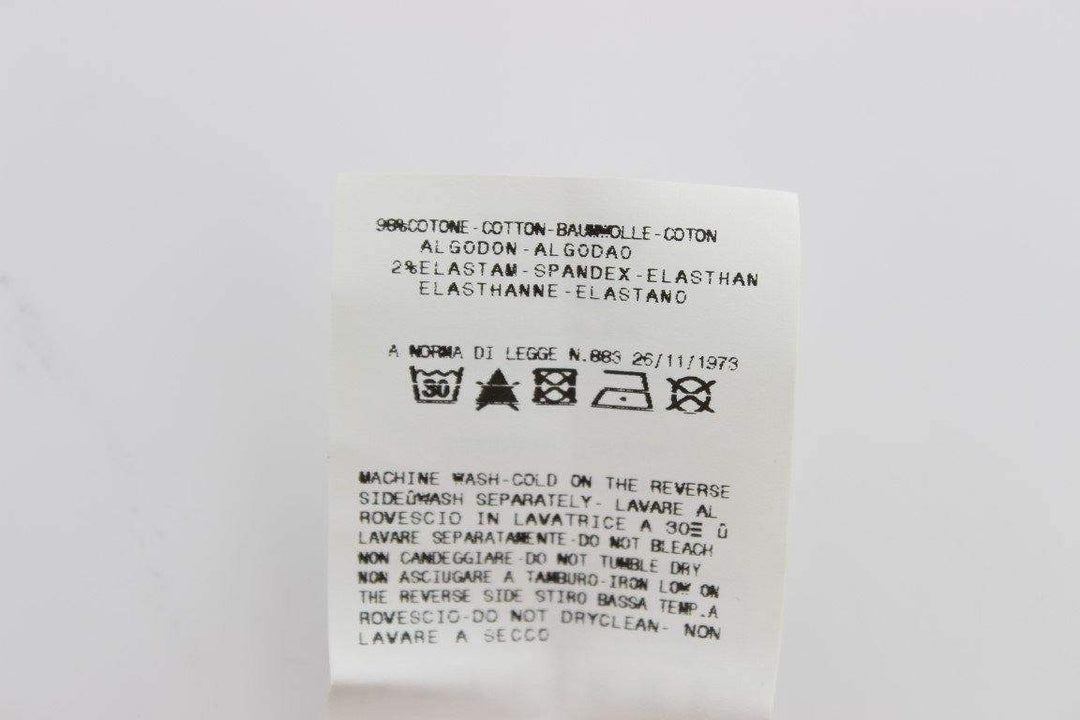 98%COTONE-COTTON-BAUMWOLLE-COTON
ALGODON-ALGODAO
2%ELASTAM-SPANDEX-ELASTHAN
ELASTHANNE-ELASTANO
A NORMA DI LEGGE N.883 26/11/1973
30
MACHINE WASH-COLD ON THE REVERSE
SIDEûWASH SEPARATELY- LAVARE AL
ROVESCIO IN LAVATRICE A 30Ξ û
LAVARE SEPARATAMENTE-DO NOT BLEACH
NON CANDEGGIARE-DO NOT TUMBLE DRY
NON ASCIUGARE A TAMBURO-IRON LOW ON
THE REVERSE SIDE STIRO BASSA TEMP.A
ROVESCIO-DO NOT DRYCLEAN- NON
LAVARE A SECCO